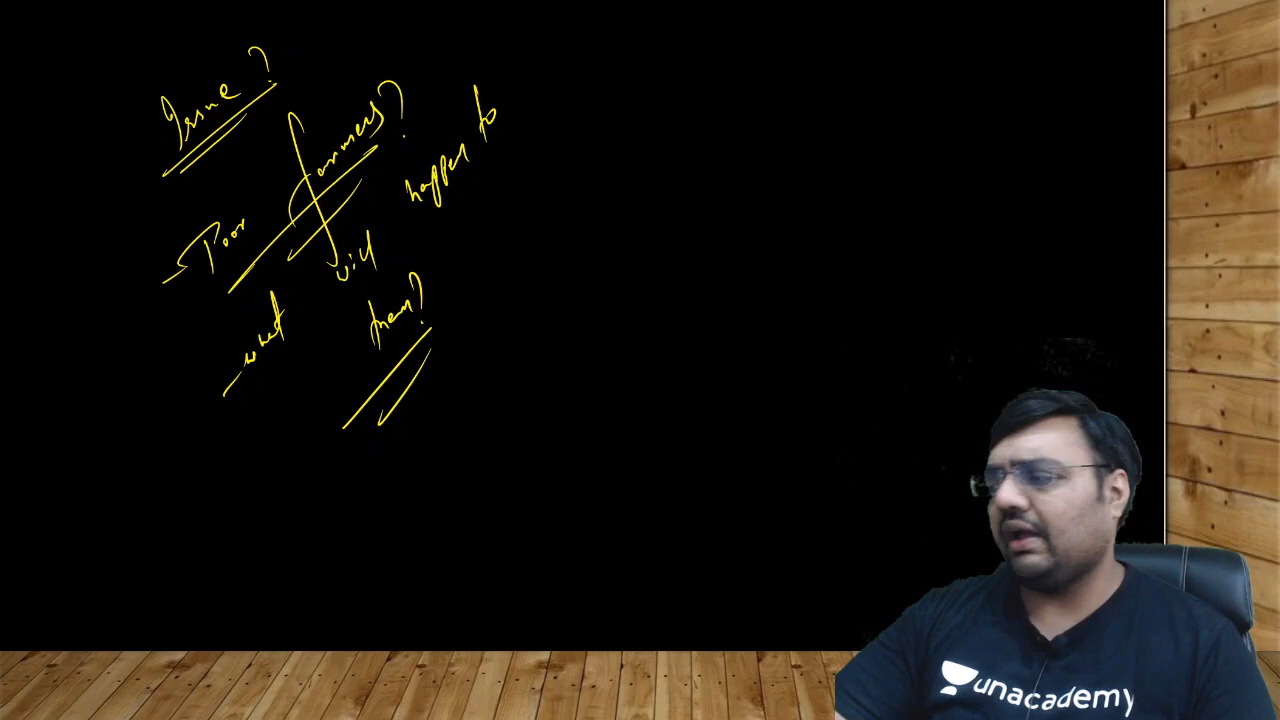 Issue?
→ Poor farmers?
what will happen to
them?
unacademy